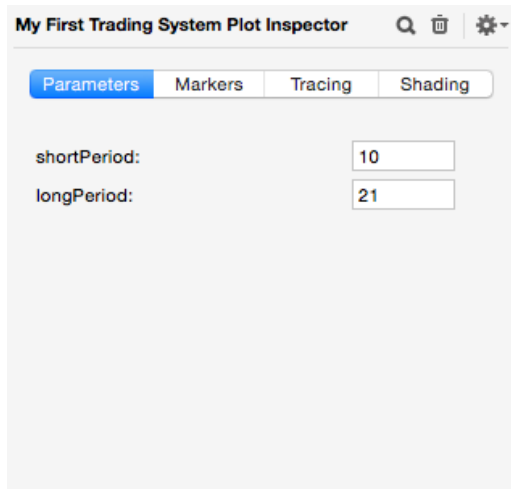 My First Trading System Plot Inspector
Parameters Markers Tracing Shading
shortPeriod: 10
longPeriod: 21